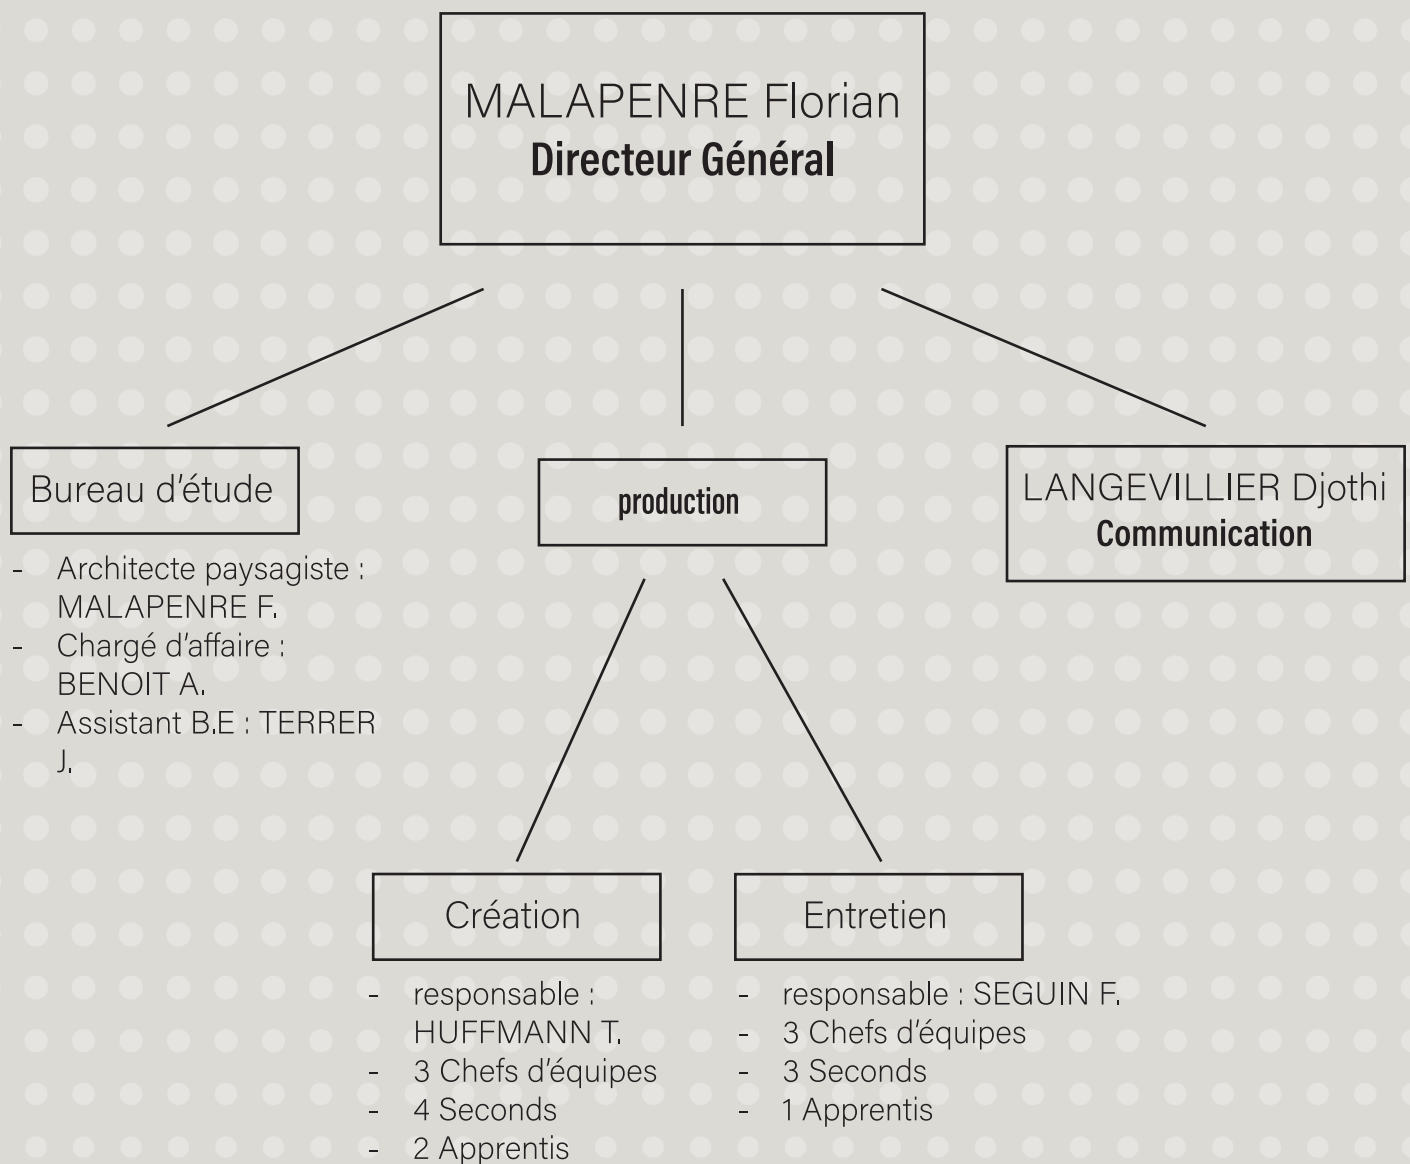 MALAPENRE Florian
Directeur Général
Bureau d'étude
- Architecte paysagiste :
MALAPENRE F.
- Chargé d'affaire :
BENOIT A.
- Assistant B.E : TERRER
J.
production
LANGEVILLIER Djothi
Communication
Création
- responsable :
HUFFMANN T.
- 3 Chefs d'équipes
- 4 Seconds
- 2 Apprentis
Entretien
- responsable : SEGUIN F.
- 3 Chefs d'équipes
- 3 Seconds
- 1 Apprentis